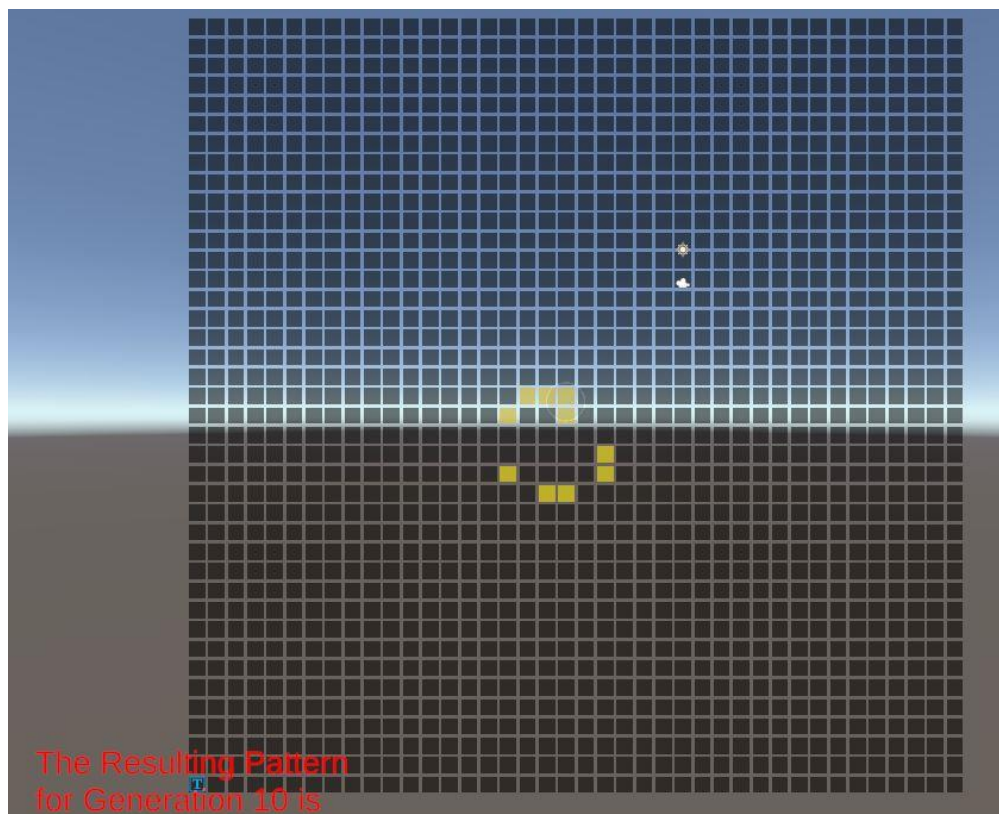 The Resulting Pattern
T
for Generation 10 is